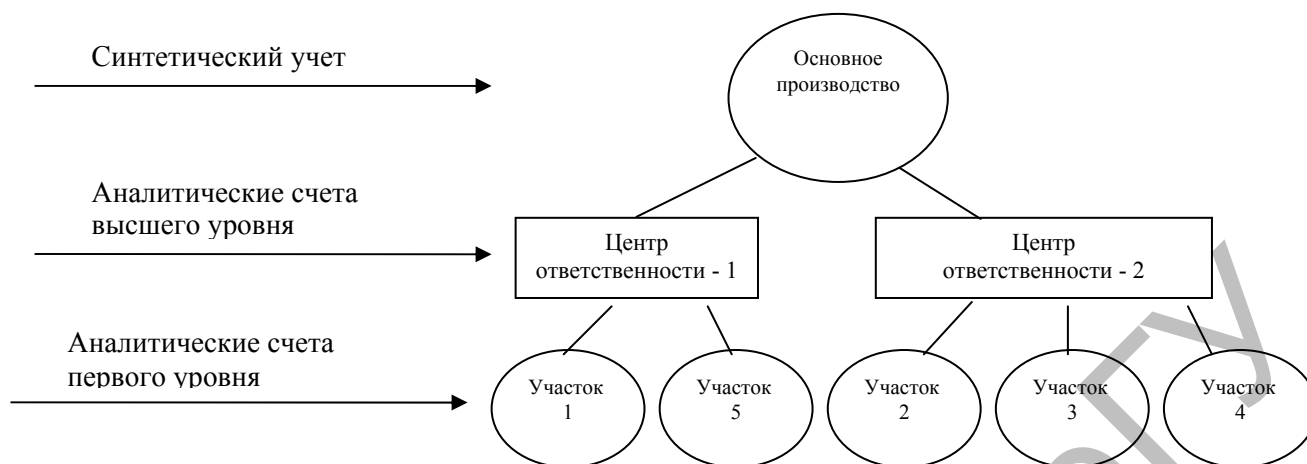 Синтетический учет
Основное
производство
Аналитические счета
высшего уровня
Центр
ответственности - 1
Центр
ответственности - 2
Аналитические счета
первого уровня
Участок
1
Участок
5
Участок
2
Участок
3
Участок
4